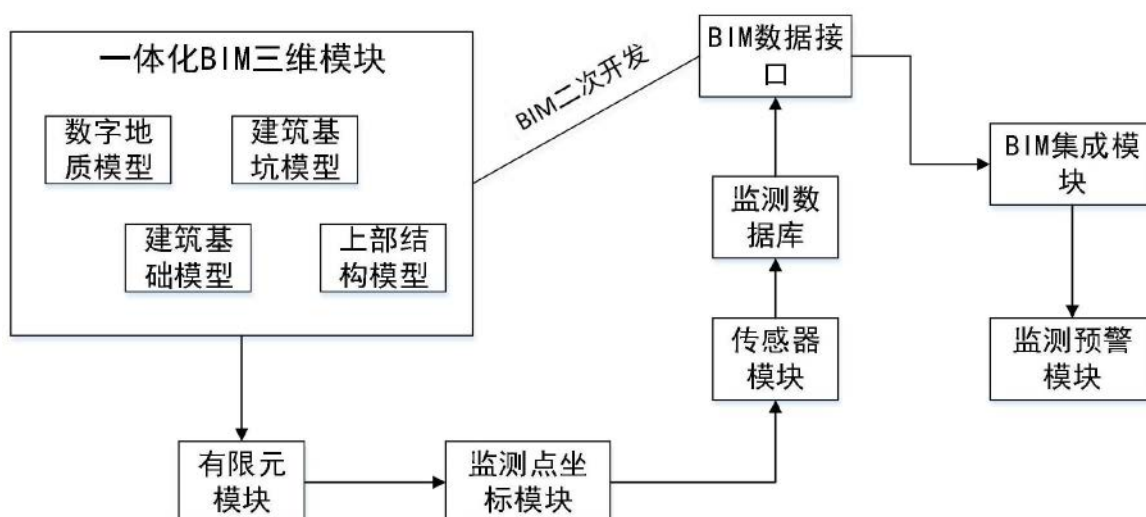 一体化BIM三维模块
数字地
质模型
建筑基
坑模型
建筑基
础模型
上部结
构模型
BIM二次开发
BIM数据接
口
监测数
据库
传感器
模块
有限元
模块
监测点坐
标模块
BIM集成模
块
监测预警
模块